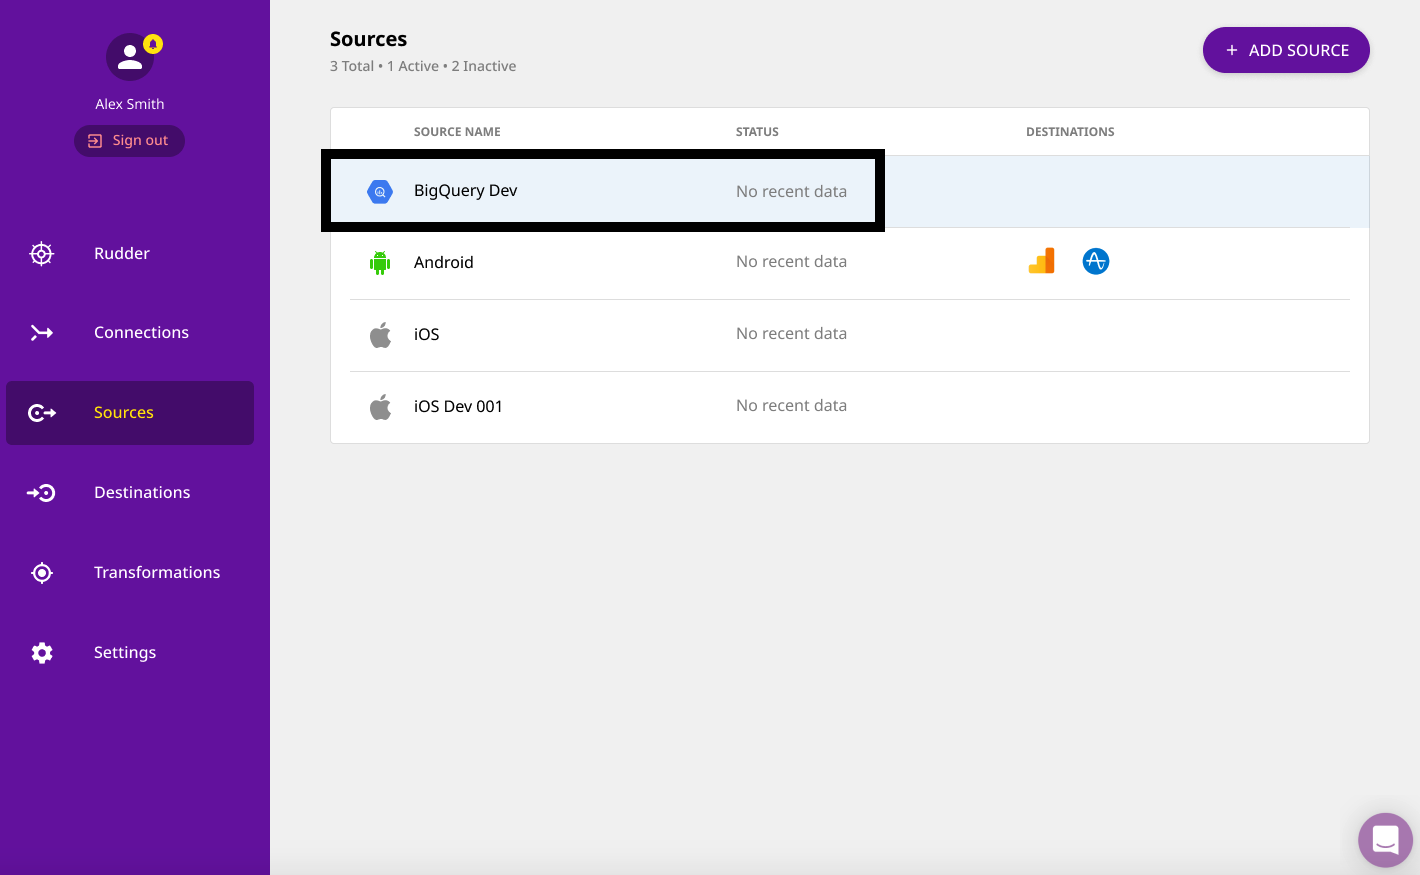 Alex Smith
Sign out
Rudder
Connections
Sources
Destinations
Transformations
Settings
Sources
3 Total • 1 Active • 2 Inactive
+ ADD SOURCE
SOURCE NAME STATUS DESTINATIONS
BigQuery Dev No recent data
Android No recent data
iOS No recent data
iOS Dev 001 No recent data